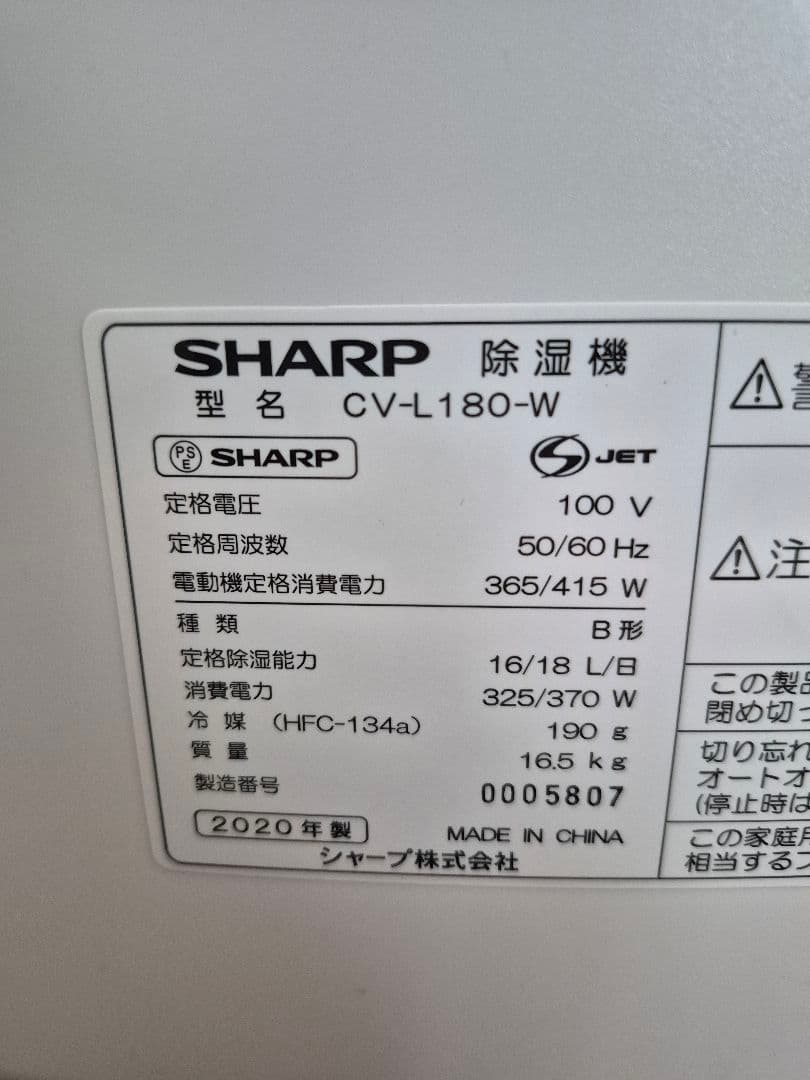 SHARP 除湿機
型名 CV-L180-W
PSE SHARP
S JET
定格電圧 100 V
定格周波数 50/60 Hz
電動機定格消費電力 365/415 W
種類 B形
定格除湿能力 16/18 L/日
消費電力 325/370 W
冷媒 (HFC-134a) 190 g
質量 16.5 kg
製造番号 0005807
2020年製 MADE IN CHINA
シャープ株式会社
警
注
この製品
閉め切っ
切り忘れ
オートオ
(停止時は
この家庭用
相当するフ